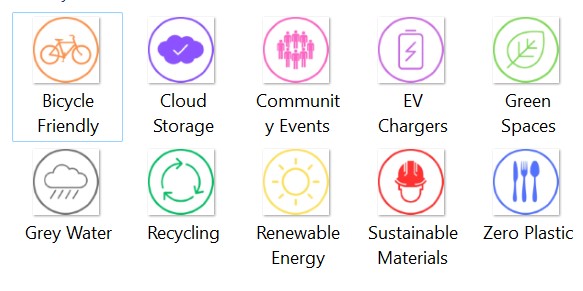 Bicycle Friendly
Cloud Storage
Communit
y Events
EV Chargers
Green Spaces
Grey Water
Recycling
Renewable Energy
Sustainable Materials
Zero Plastic